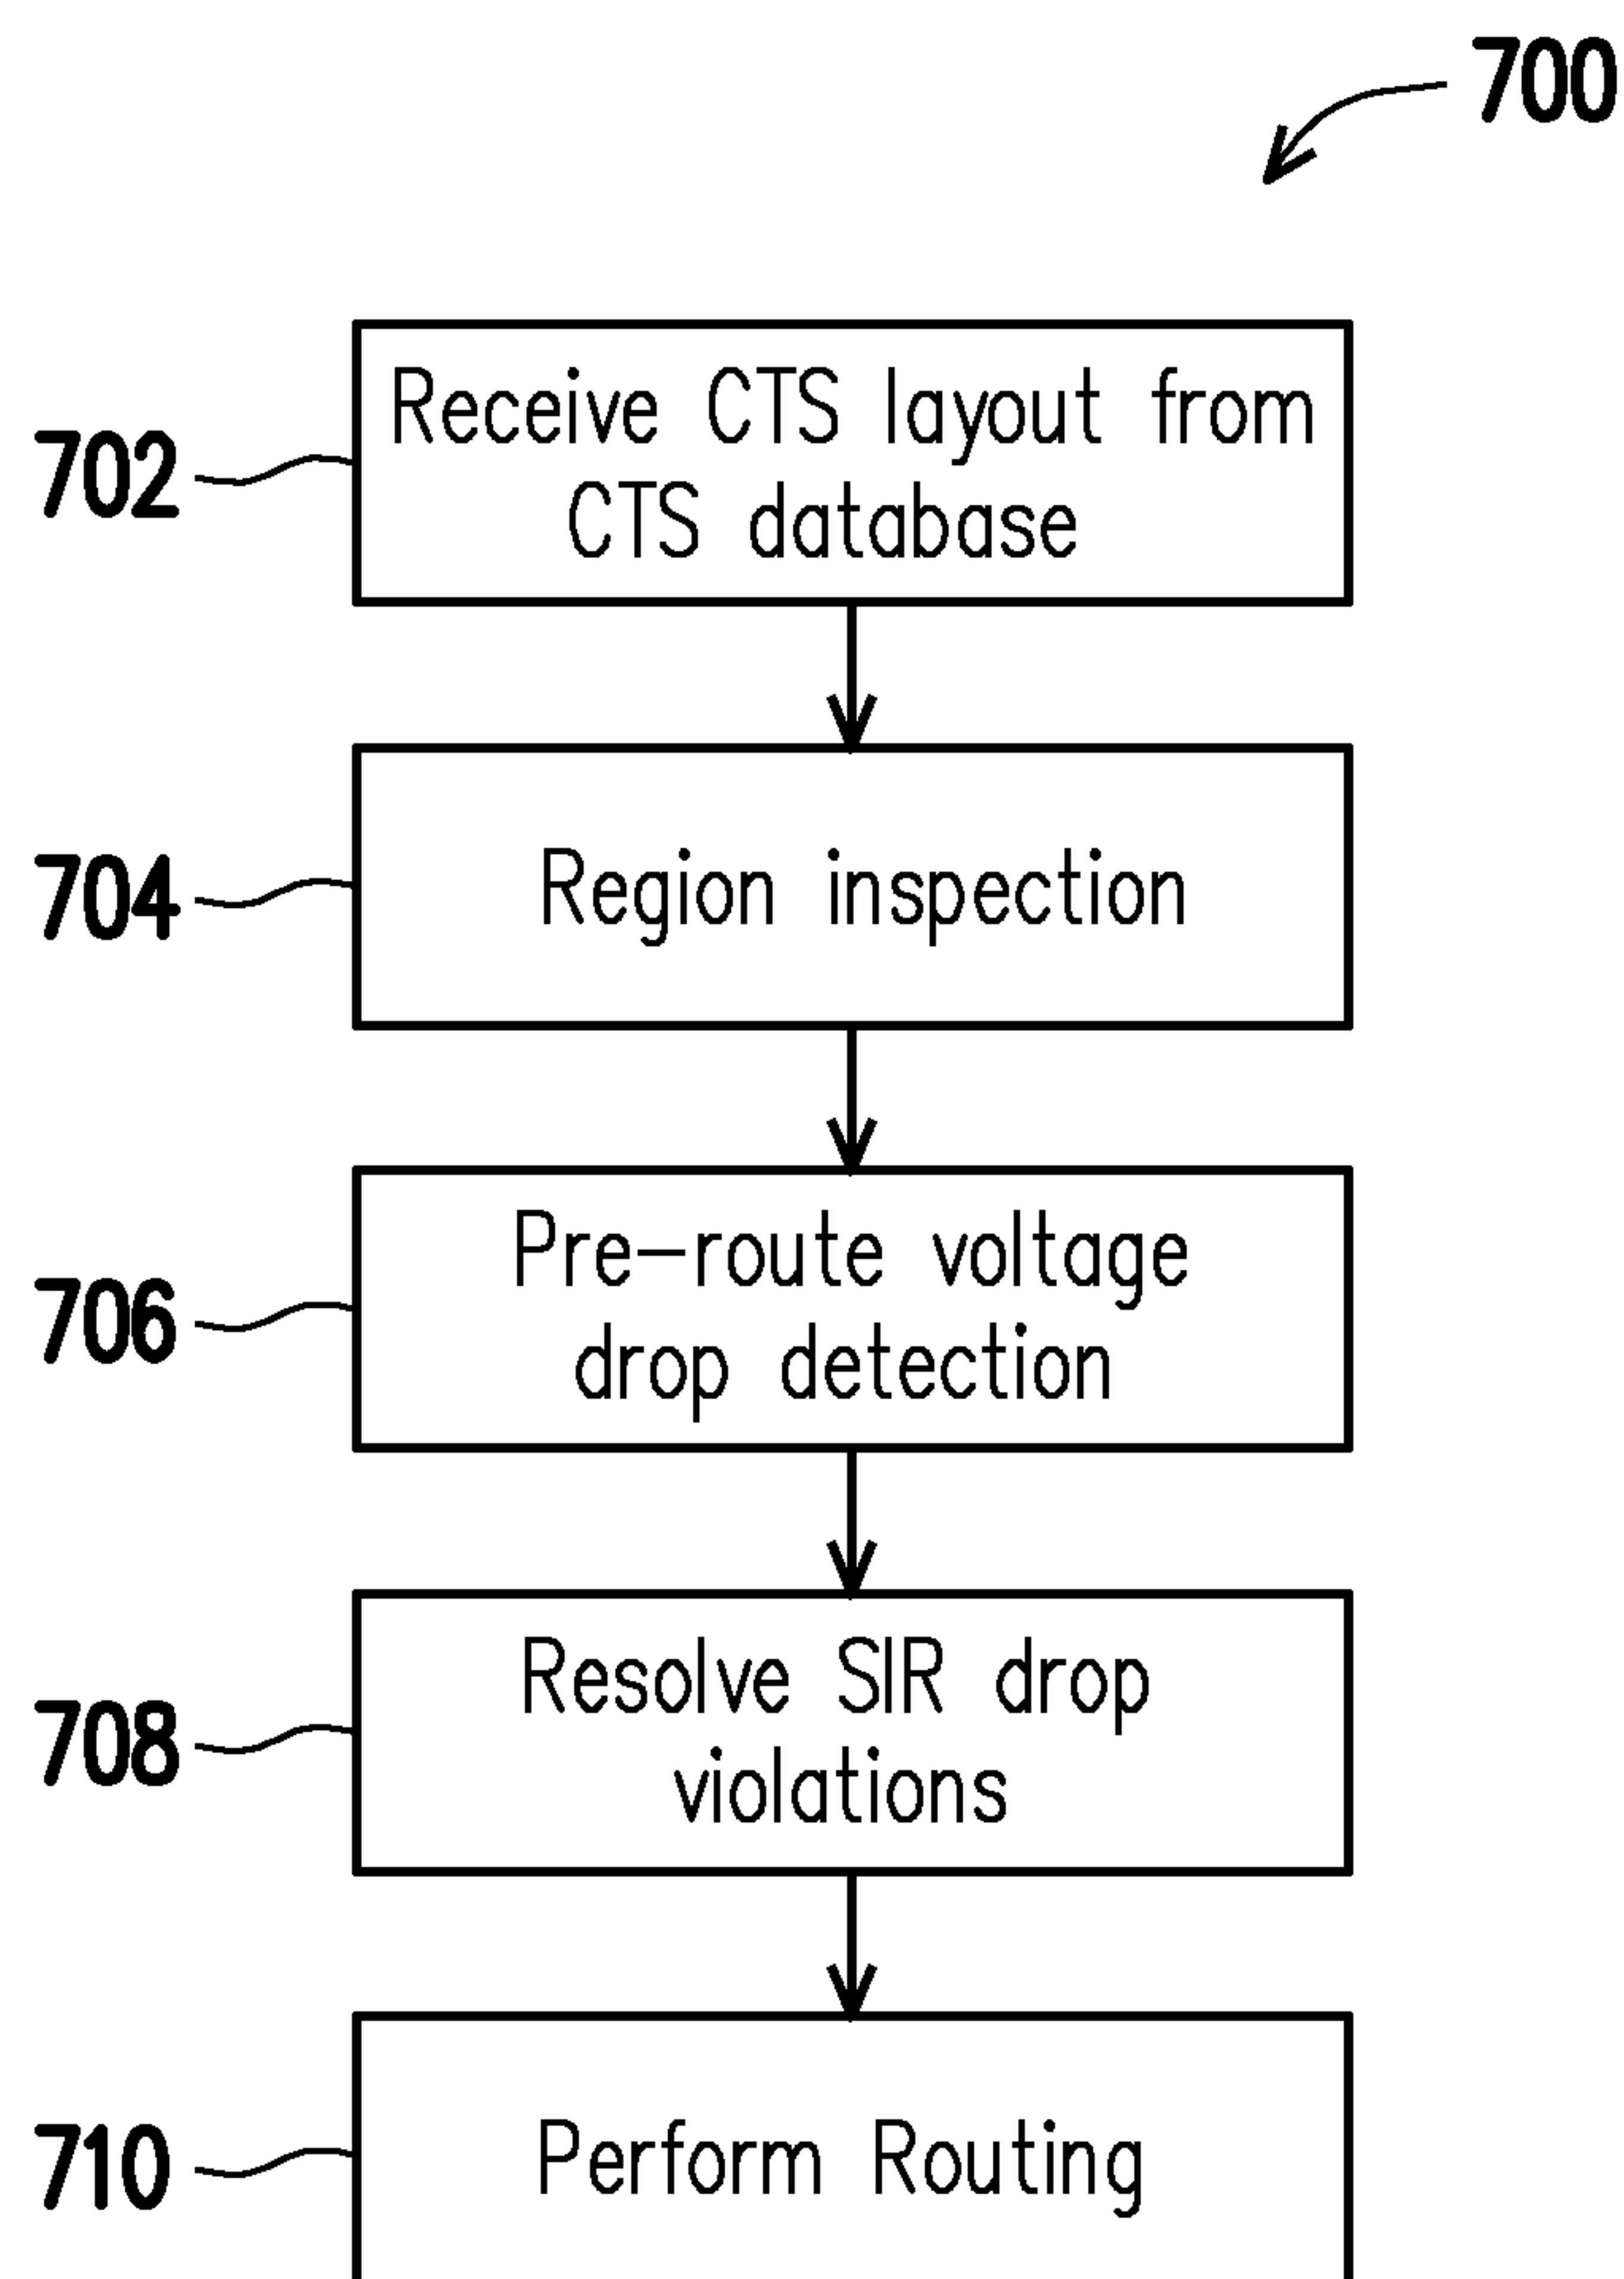 700
702
Receive CTS layout from
CTS database
704
Region inspection
706
Pre-route voltage
drop detection
708
Resolve SIR drop
violations
710
Perform Routing